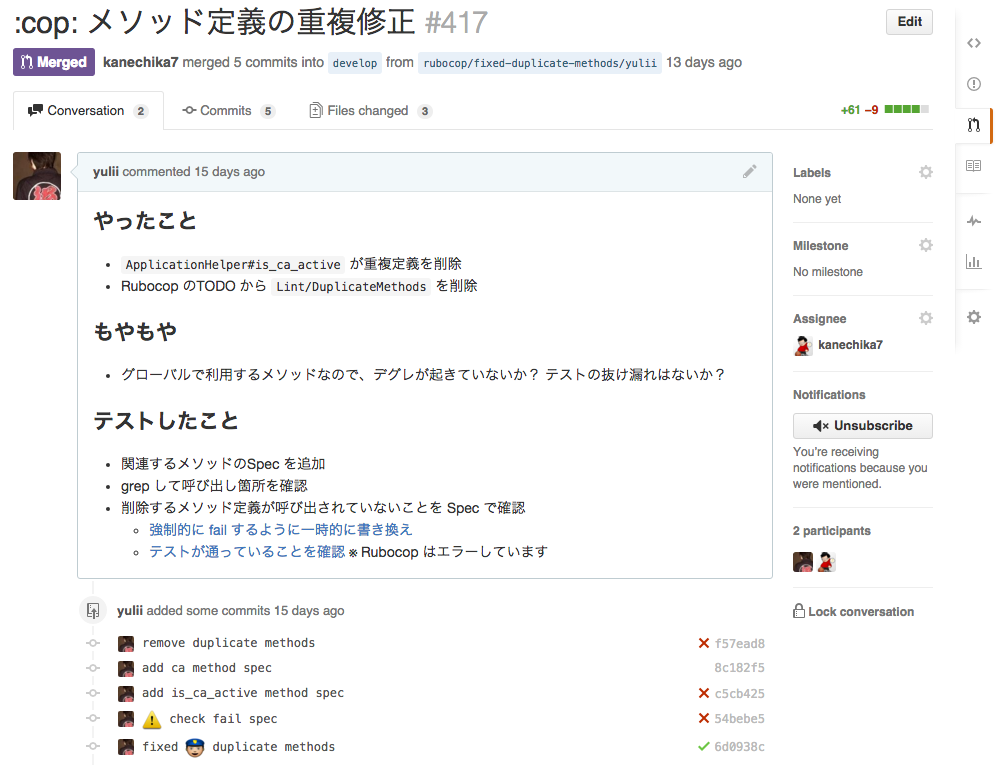 :cop: メソッド定義の重複修正 #417
Edit
Merged kanechika7 merged 5 commits into develop from rubocop/fixed-duplicate-methods/yulii 13 days ago
Conversation 2 Commits 5 Files changed 3 +61 −9
yulii commented 15 days ago
やったこと
ApplicationHelper#is_ca_active が重複定義を削除
Rubocop のTODO から Lint/DuplicateMethods を削除
もやもや
グローバルで利用するメソッドなので、デグレが起きていないか？ テストの抜け漏れはないか？
テストしたこと
関連するメソッドのSpec を追加
grep して呼び出し箇所を確認
削除するメソッド定義が呼び出されていないことを Spec で確認
強制的に fail するように一時的に書き換え
テストが通っていることを確認 ※ Rubocop はエラーしています
yulii added some commits 15 days ago
remove duplicate methods f57ead8
add ca method spec 8c182f5
add is_ca_active method spec c5cb425
check fail spec 54bebe5
fixed duplicate methods 6d0938c
Labels
None yet
Milestone
No milestone
Assignee
kanechika7
Notifications
Unsubscribe
You're receiving
notifications because you
were mentioned.
2 participants
Lock conversation